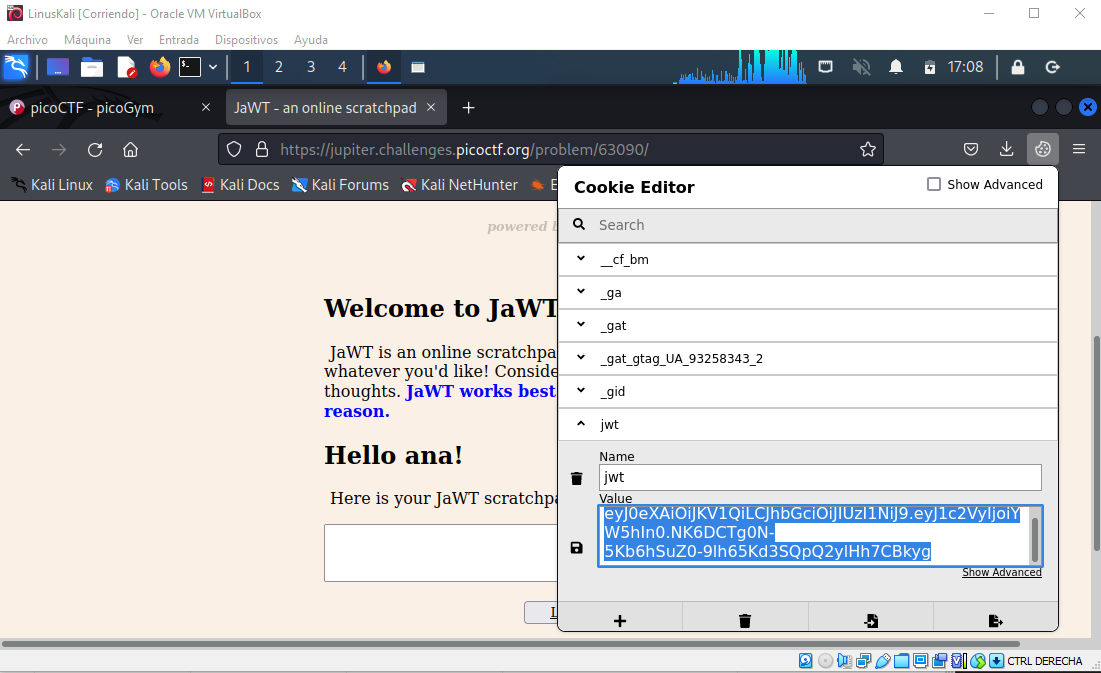 LinusKali [Corriendo] - Oracle VM VirtualBox
Archivo Máquina Ver Entrada Dispositivos Ayuda
1 2 3 4 17:08
picoCTF - picoGym JaWT - an online scratchpad
https://jupiter.challenges.picoctf.org/problem/63090/
Kali Linux Kali Tools Kali Docs Kali Forums Kali NetHunter E
Cookie Editor Show Advanced
Search
powered
__cf_bm
_ga
_gat
_gat_gtag_UA_93258343_2
_gid
jwt
Welcome to JaWT
JaWT is an online scratchpa
whatever you'd like! Conside
thoughts. JaWT works best
reason.
Hello ana!
Here is your JaWT scratchpa
Name
jwt
Value
eyJ0eXAiOiJKV1QiLCJhbGciOiJIUzI1NiJ9.eyJ1c2VyIjoiY
W5hIn0.NK6DCTg0N-
5Kb6hSuZ0-9Ih65Kd3SQpQ2yIHh7CBkyg
Show Advanced
CTRL DERECHA